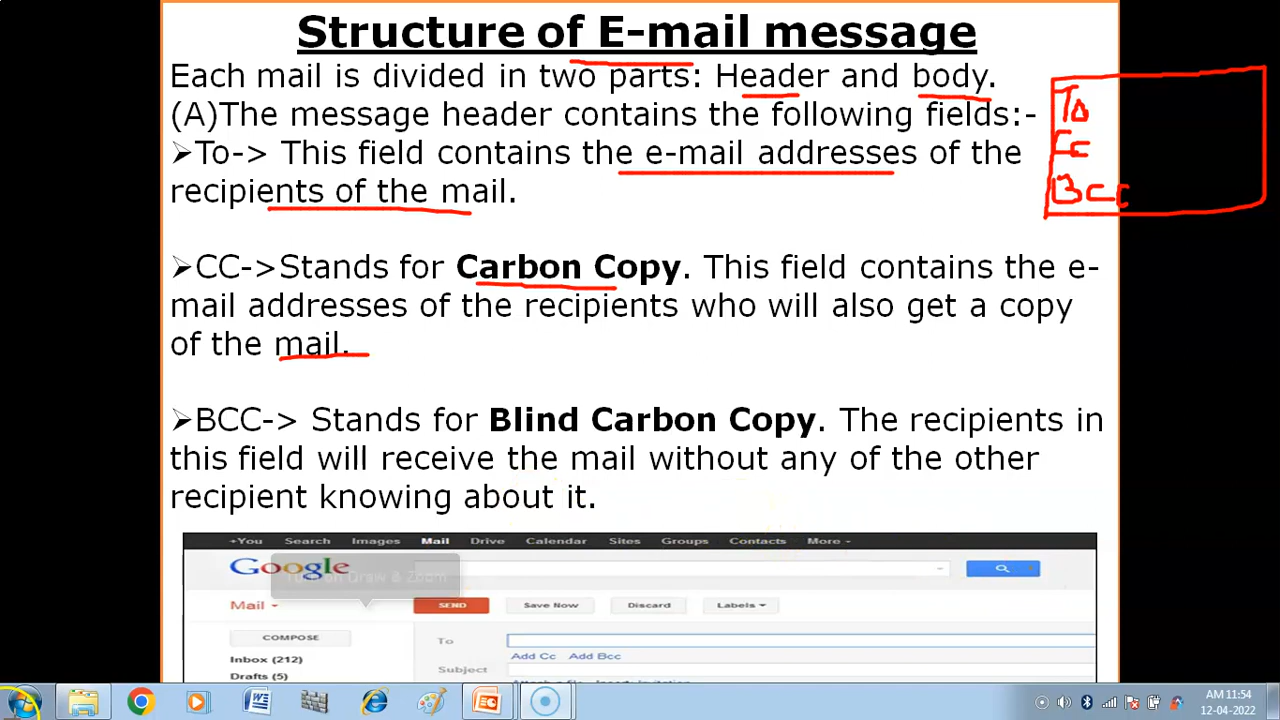 Structure of E-mail message
Each mail is divided in two parts: Header and body.
(A)The message header contains the following fields:-
➢To-> This field contains the e-mail addresses of the
recipients of the mail.
To
Cc
BCC
➢CC->Stands for Carbon Copy. This field contains the e-
mail addresses of the recipients who will also get a copy
of the mail.
➢BCC-> Stands for Blind Carbon Copy. The recipients in
this field will receive the mail without any of the other
recipient knowing about it.
+You Search Images Mail Drive Calendar Sites Groups Contacts More
Google
Draw & Zoom
Mail SEND Save Now Discard Labels
COMPOSE To
Inbox (212) Add Cc Add Bcc
Drafts (5) Subject
AM 11:54
12-04-2022